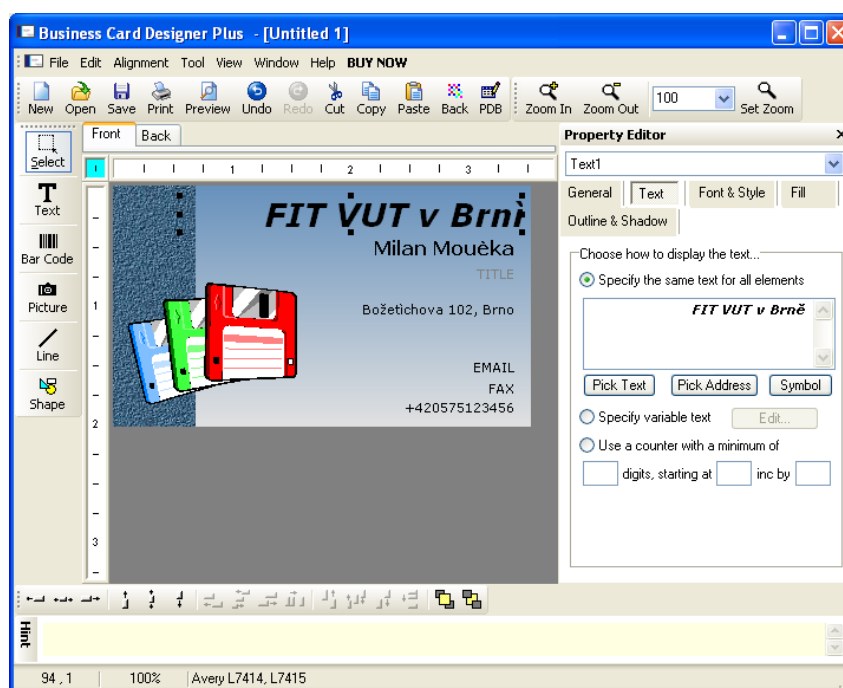 Business Card Designer Plus - [Untitled 1]
File Edit Alignment Tool View Window Help BUY NOW
New Open Save Print Preview Undo Redo Cut Copy Paste Back PDB Zoom In Zoom Out 100 Set Zoom
Front Back
Property Editor
Select
Text
Bar Code
Picture
Line
Shape
1 2 3
1
2
3
FIT VUT v Brnì
Milan Mouèka
TITLE
Božetìchova 102, Brno
EMAIL
FAX
+420575123456
Text1
General Text Font & Style Fill
Outline & Shadow
Choose how to display the text...
Specify the same text for all elements
FIT VUT v Brně
Pick Text Pick Address Symbol
Specify variable text Edit...
Use a counter with a minimum of
digits, starting at inc by
Hint
94 ,1 100% Avery L7414, L7415